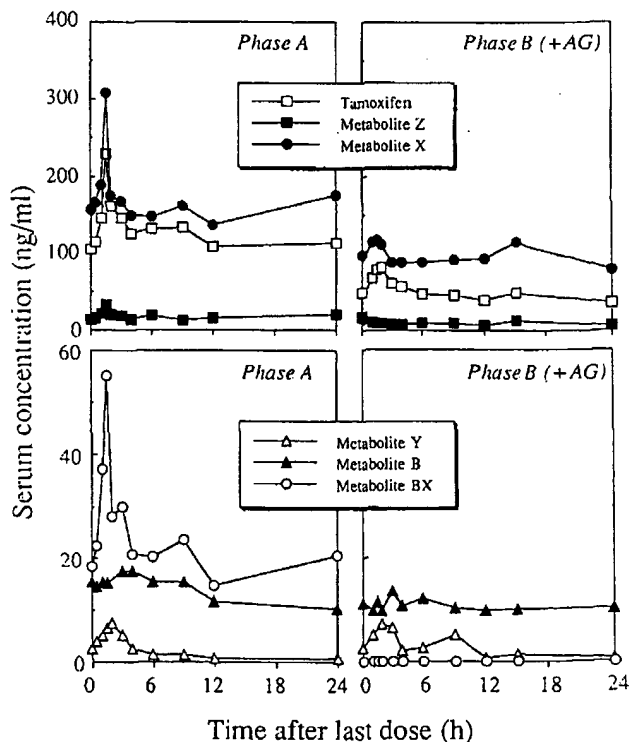 Phase A
Phase B (+AG)
400
300
200
100
0
Tamoxifen
Metabolite Z
Metabolite X
Serum concentration (ng/ml)
Phase A
Phase B (+AG)
60
40
20
0
Metabolite Y
Metabolite B
Metabolite BX
0 6 12 24 0 6 12 18 24
Time after last dose (h)